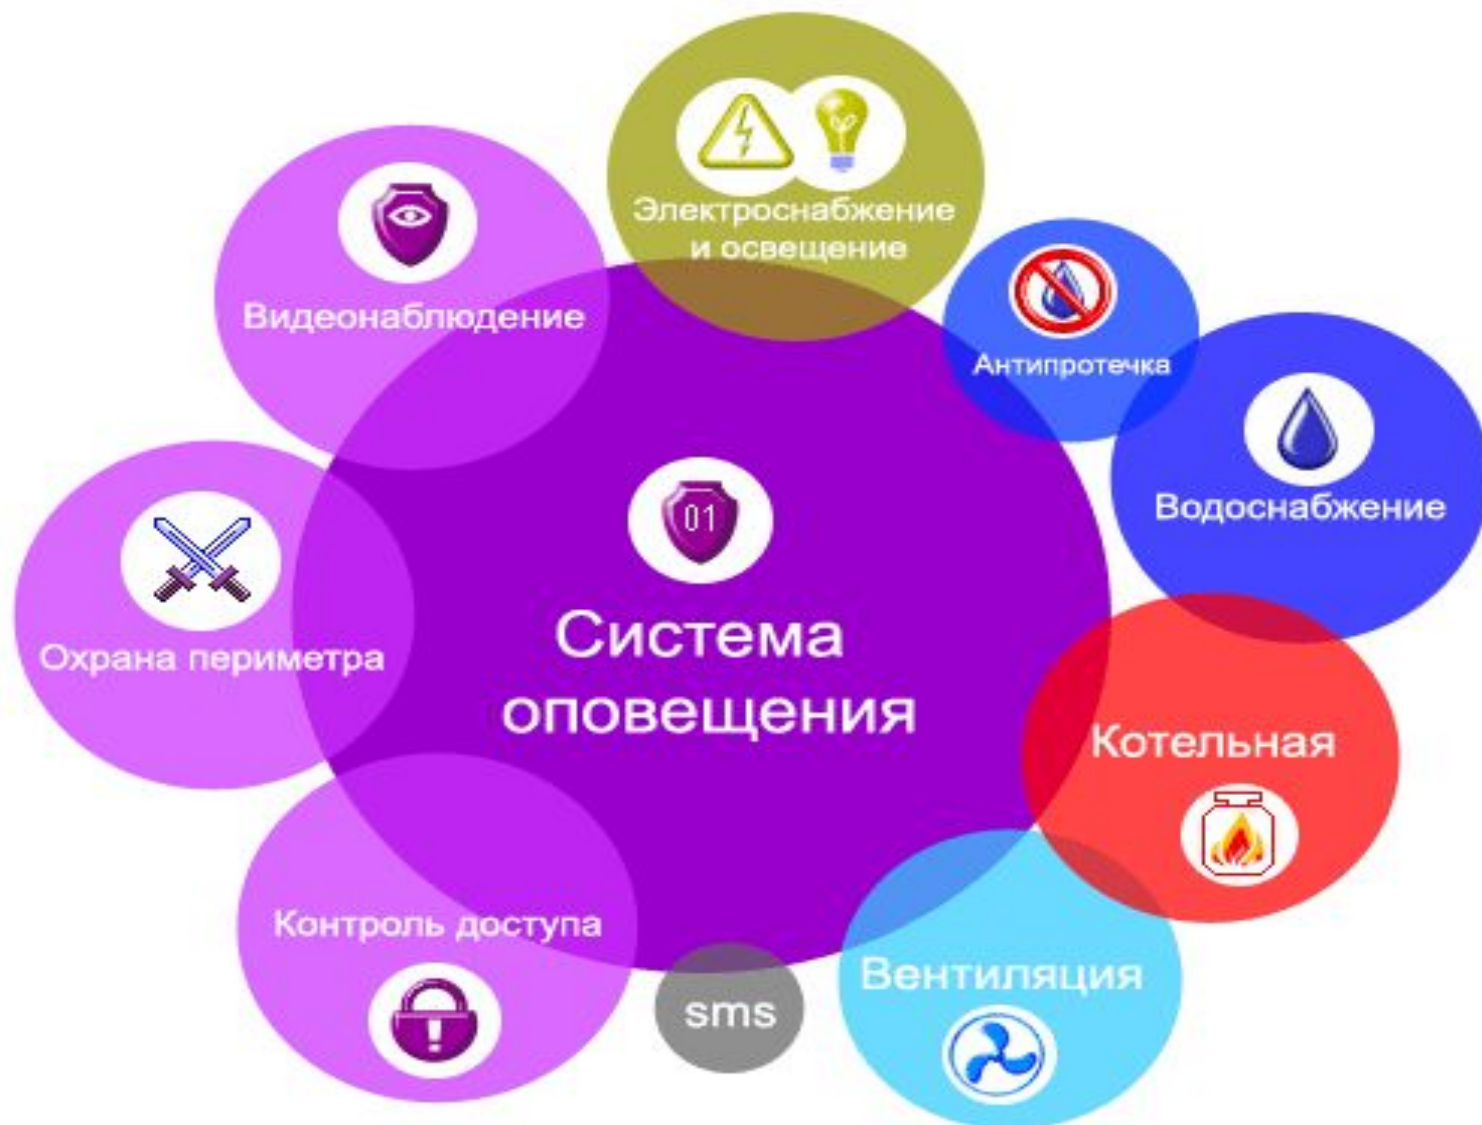 Электроснабжение
и освещение
Видеонаблюдение
Антипротечка
Водоснабжение
01
Система
оповещения
Охрана периметра
Котельная
Контроль доступа
Вентиляция
sms